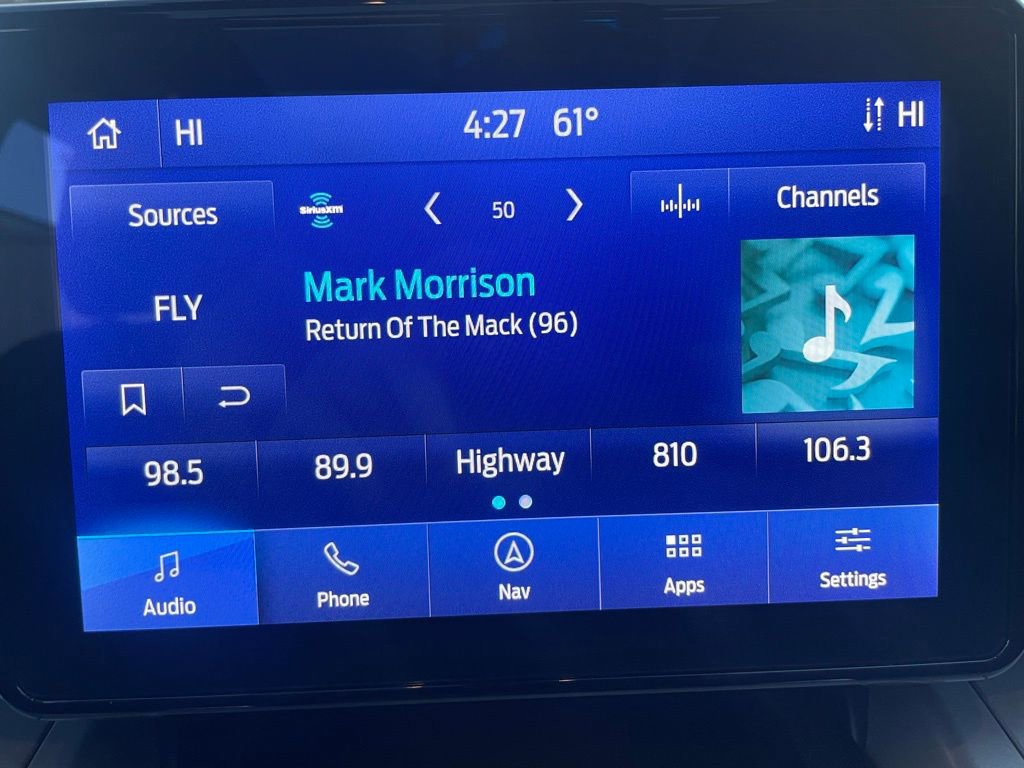 HI 4:27 61° HI
Sources SiriusXM 50 Channels
FLY
Mark Morrison
Return Of The Mack (96)
98.5 89.9 Highway 810 106.3
Audio Phone Nav Apps Settings